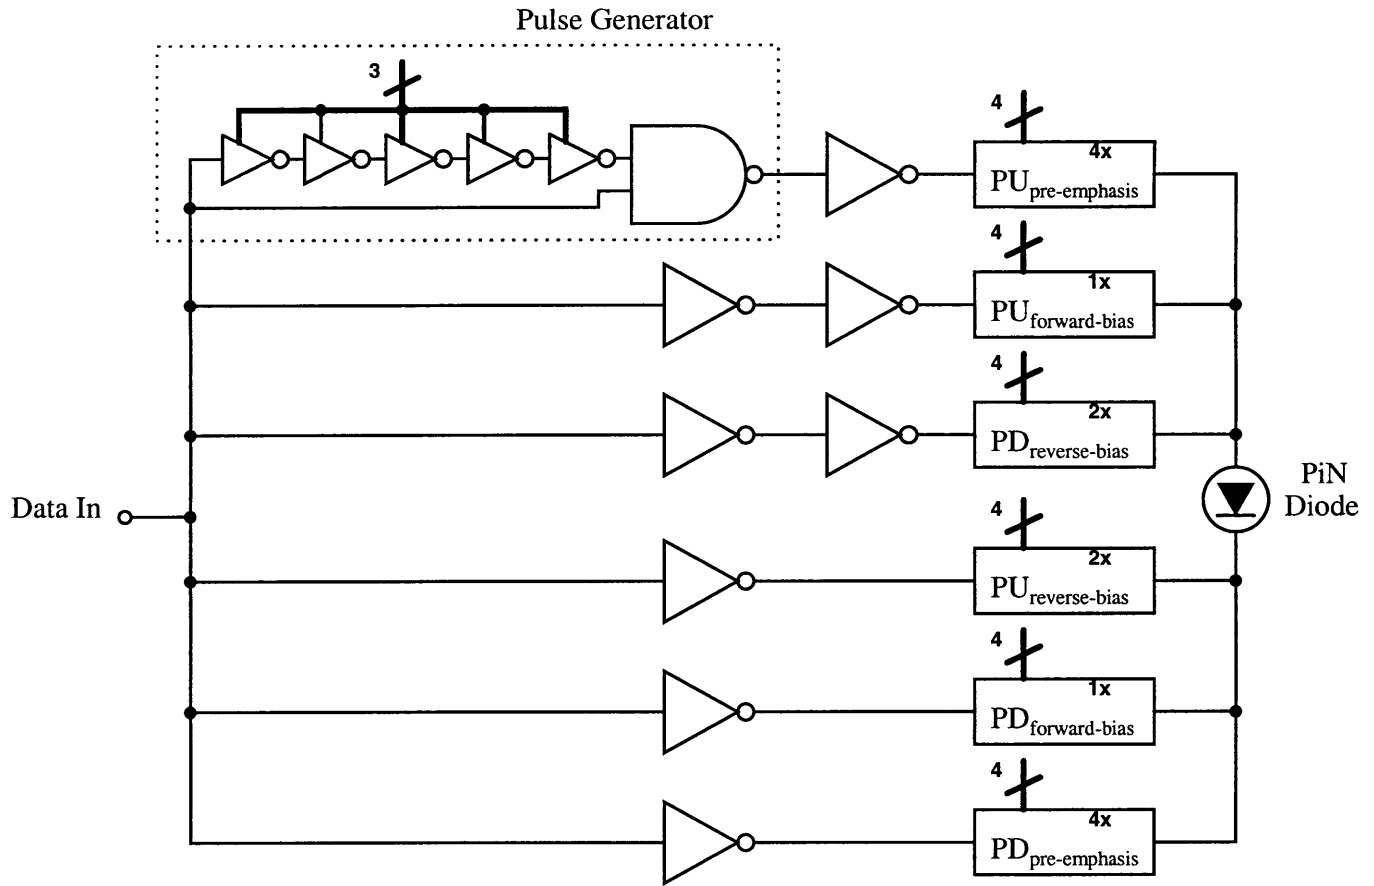 Pulse Generator
3
4
4x
PUpre-emphasis
4
1x
PUforward-bias
4
2x
PDreverse-bias
PiN
Diode
Data In
4
2x
PUreverse-bias
4
1x
PDforward-bias
4
4x
PDpre-emphasis